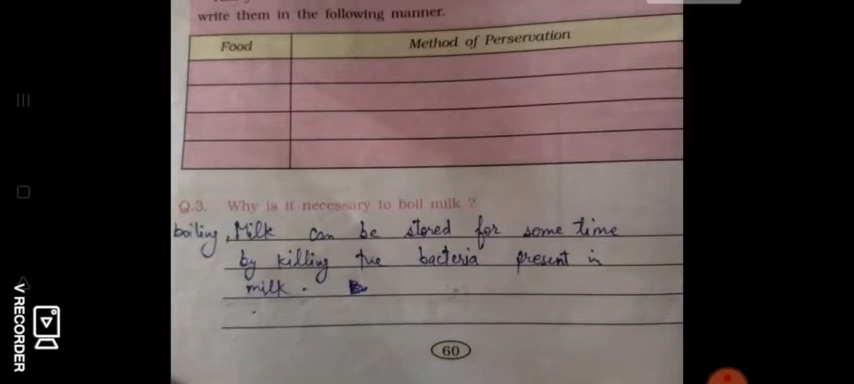 write them in the following manner.
Food Method of Perservation
Q.3. Why is it necessary to boil milk ?
boiling, Milk can be stored for some time
by killing the bacteria present in
milk.
60
V RECORDER